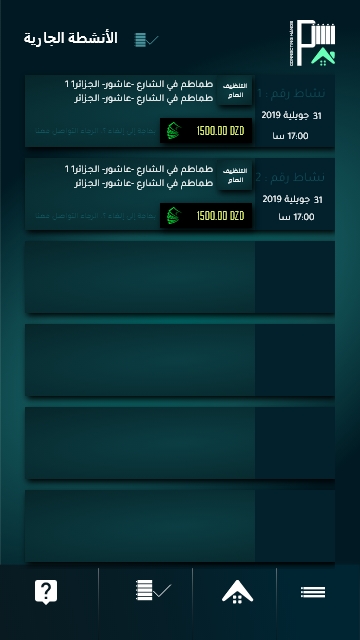 الأنشطة الجارية
CONNECTING HANDS
نشاط رقم : 1
31 جويلية 2019
17:00 سا
التنظيف العام
طماطم في الشارع -عاشور- الجزائر1 1
طماطم في الشارع -عاشور- الجزائر
1500.00 DZD
نشاط رقم : 2
31 جويلية 2019
17:00 سا
التنظيف العام
طماطم في الشارع -عاشور- الجزائر1 1
طماطم في الشارع -عاشور- الجزائر
1500.00 DZD